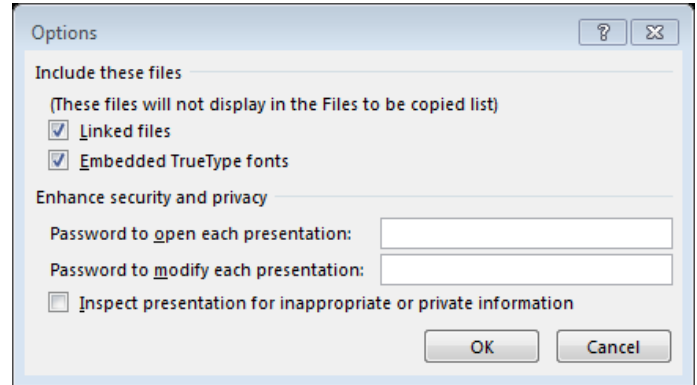 Options
Include these files
(These files will not display in the Files to be copied list)
Linked files
Embedded TrueType fonts
Enhance security and privacy
Password to open each presentation:
Password to modify each presentation:
Inspect presentation for inappropriate or private information
OK Cancel